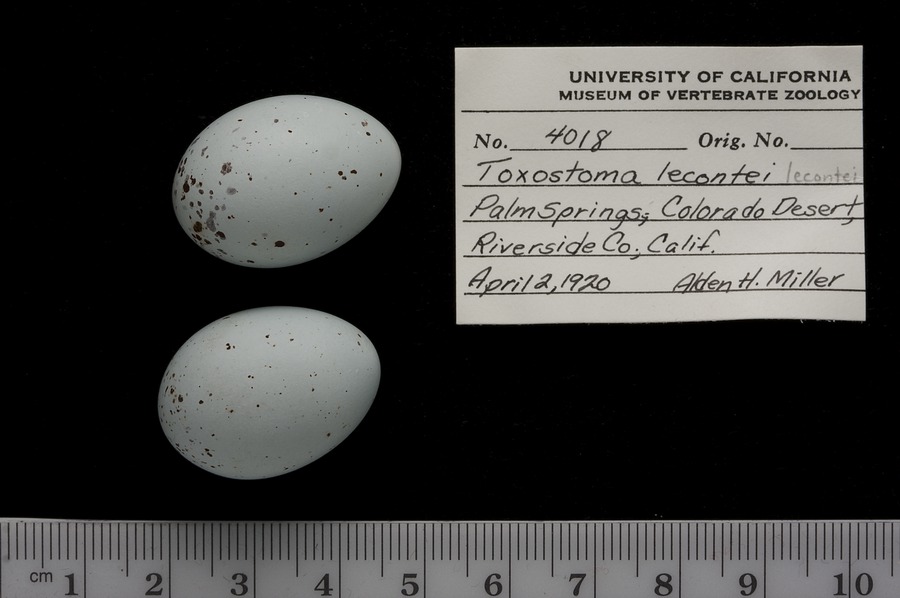 UNIVERSITY OF CALIFORNIA
MUSEUM OF VERTEBRATE ZOOLOGY
No. 4018 Orig. No.
Toxostoma lecontei lecontei
Palm Springs; Colorado Desert,
Riverside Co; Calif.
April 2, 1920 Alden H. Miller
cm 1 2 3 4 5 6 7 8 9 10